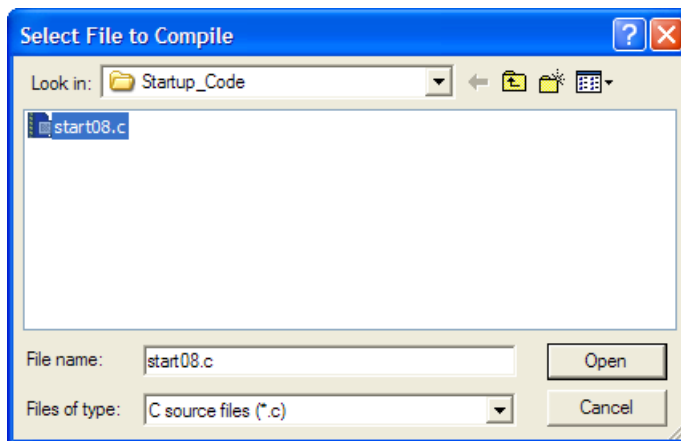 Select File to Compile
Look in: Startup_Code
start08.c
File name: start08.c Open
Files of type: C source files (*.c) Cancel